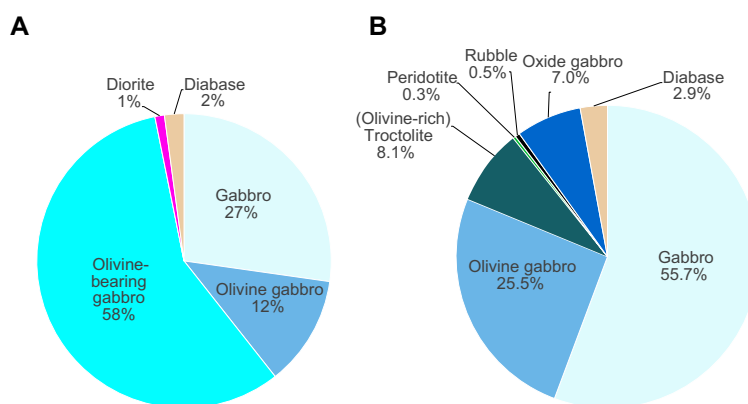 A
Diorite
1%
Diabase
2%
Gabbro
27%
Olivine gabbro
12%
Olivine-
bearing
gabbro
58%
B
Rubble
0.5%
Oxide gabbro
7.0%
Peridotite
0.3%
Diabase
2.9%
(Olivine-rich)
Troctolite
8.1%
Olivine gabbro
25.5%
Gabbro
55.7%